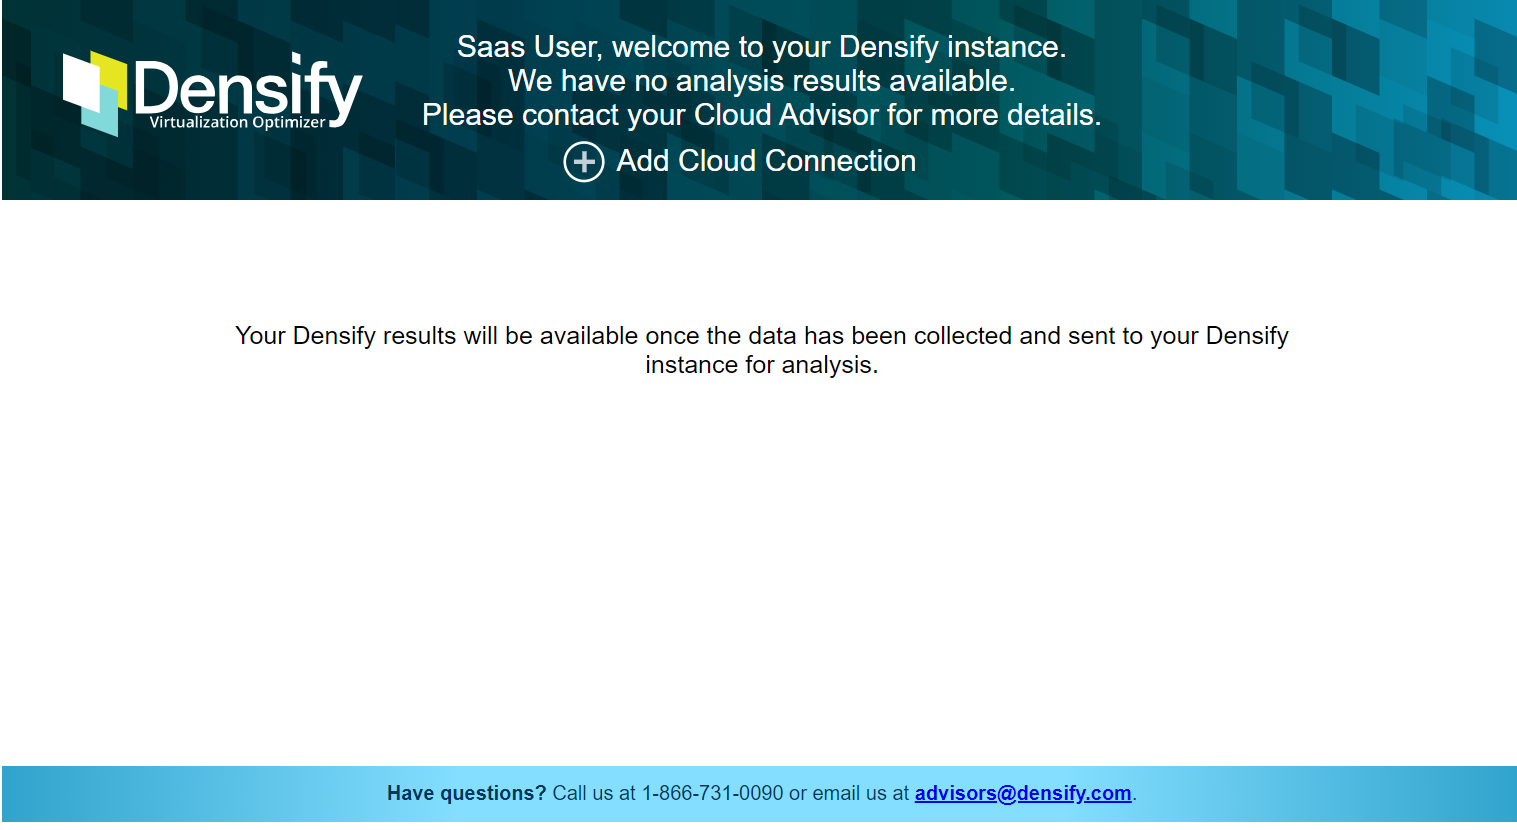 Densify
Virtualization Optimizer
Saas User, welcome to your Densify instance.
We have no analysis results available.
Please contact your Cloud Advisor for more details.
Add Cloud Connection
Your Densify results will be available once the data has been collected and sent to your Densify
instance for analysis.
Have questions? Call us at 1-866-731-0090 or email us at advisors@densify.com.